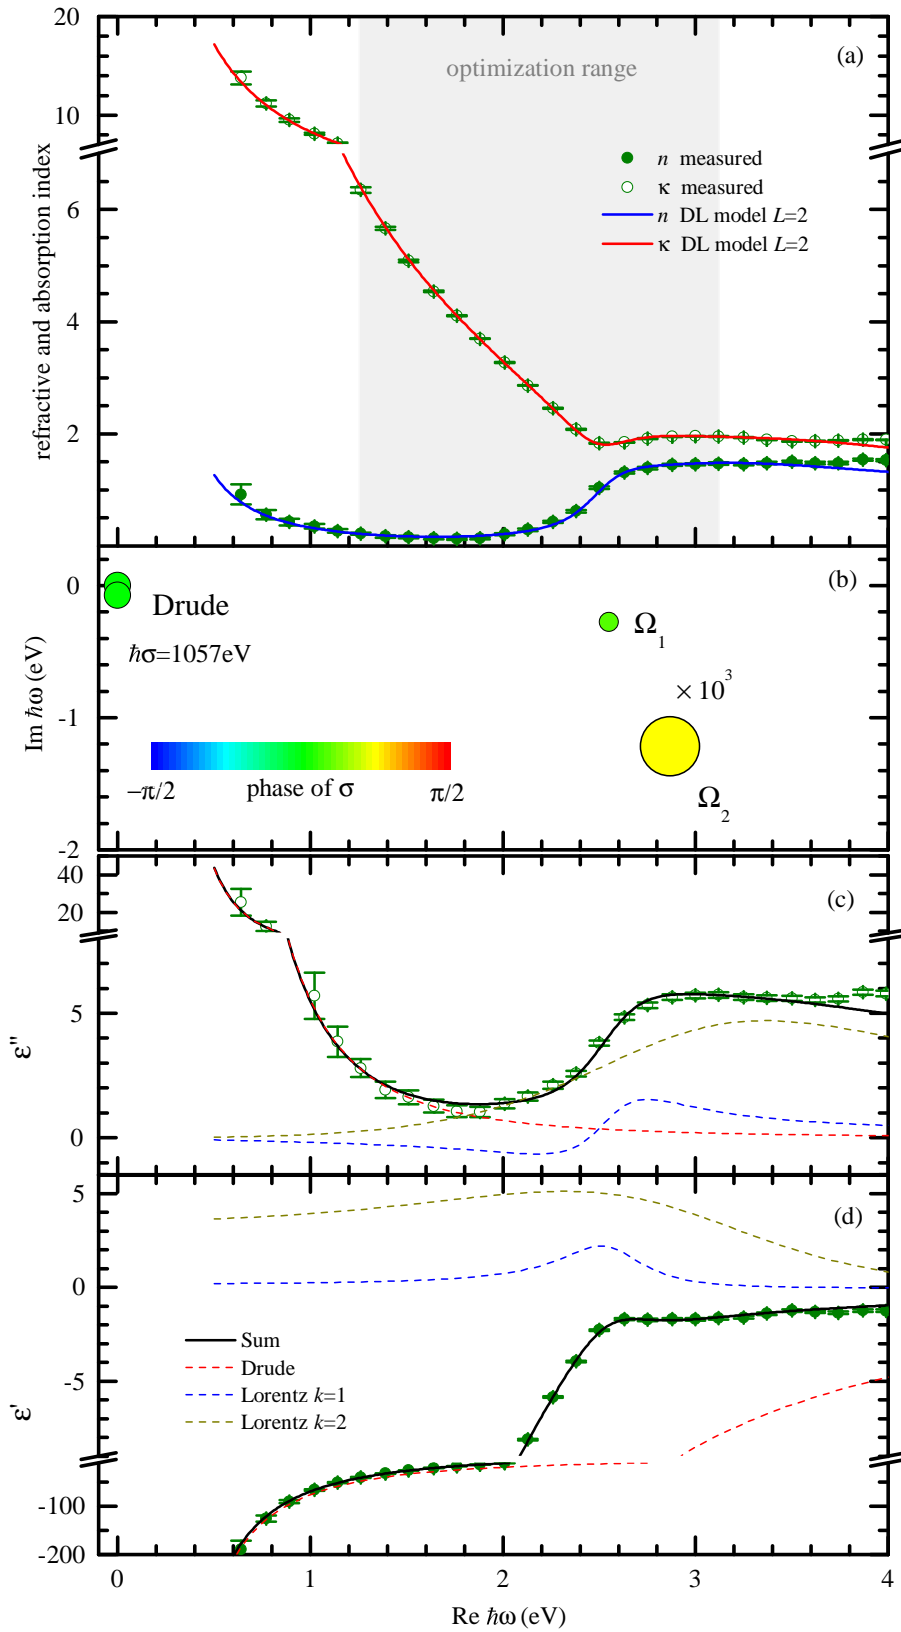 20
10
6
4
2
refractive and absorption index
optimization range
(a)
n measured
κ measured
n DL model L=2
κ DL model L=2
0
-1
-2
Im ℏω (eV)
(b)
Drude
ℏσ=1057eV
Ω₁
× 10³
Ω₂
−π/2
phase of σ
π/2
40
20
5
0
ε''
(c)
5
0
-5
-100
-200
ε'
(d)
Sum
Drude
Lorentz k=1
Lorentz k=2
0 1 2 3 4
Re ℏω (eV)